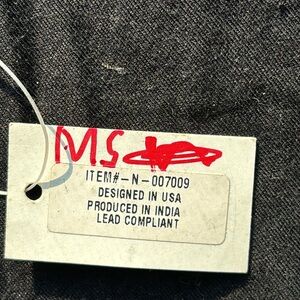 MS
ITEM#-N-007009
DESIGNED IN USA
PRODUCED IN INDIA
LEAD COMPLIANT